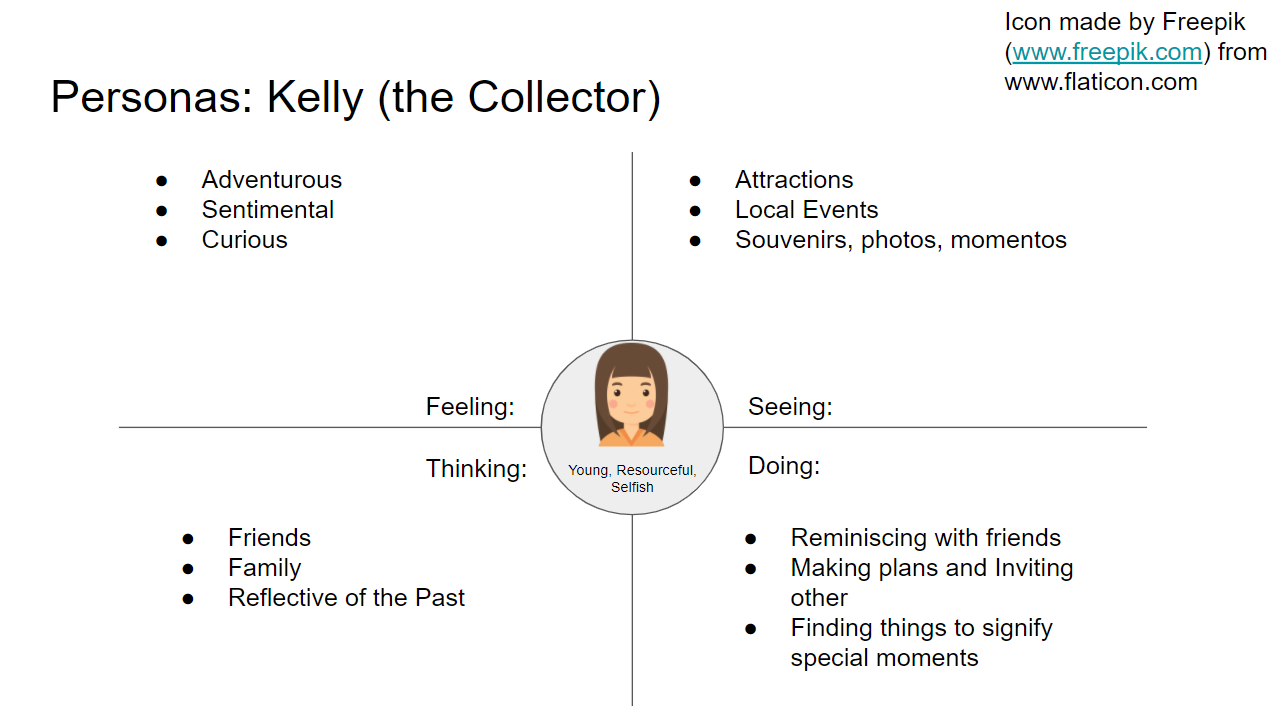 Icon made by Freepik
(www.freepik.com) from
www.flaticon.com
Personas: Kelly (the Collector)
● Adventurous
● Sentimental
● Curious
● Attractions
● Local Events
● Souvenirs, photos, momentos
Feeling:
Seeing:
Thinking:
Doing:
Young, Resourceful,
Selfish
● Friends
● Family
● Reflective of the Past
● Reminiscing with friends
● Making plans and Inviting
other
● Finding things to signify
special moments